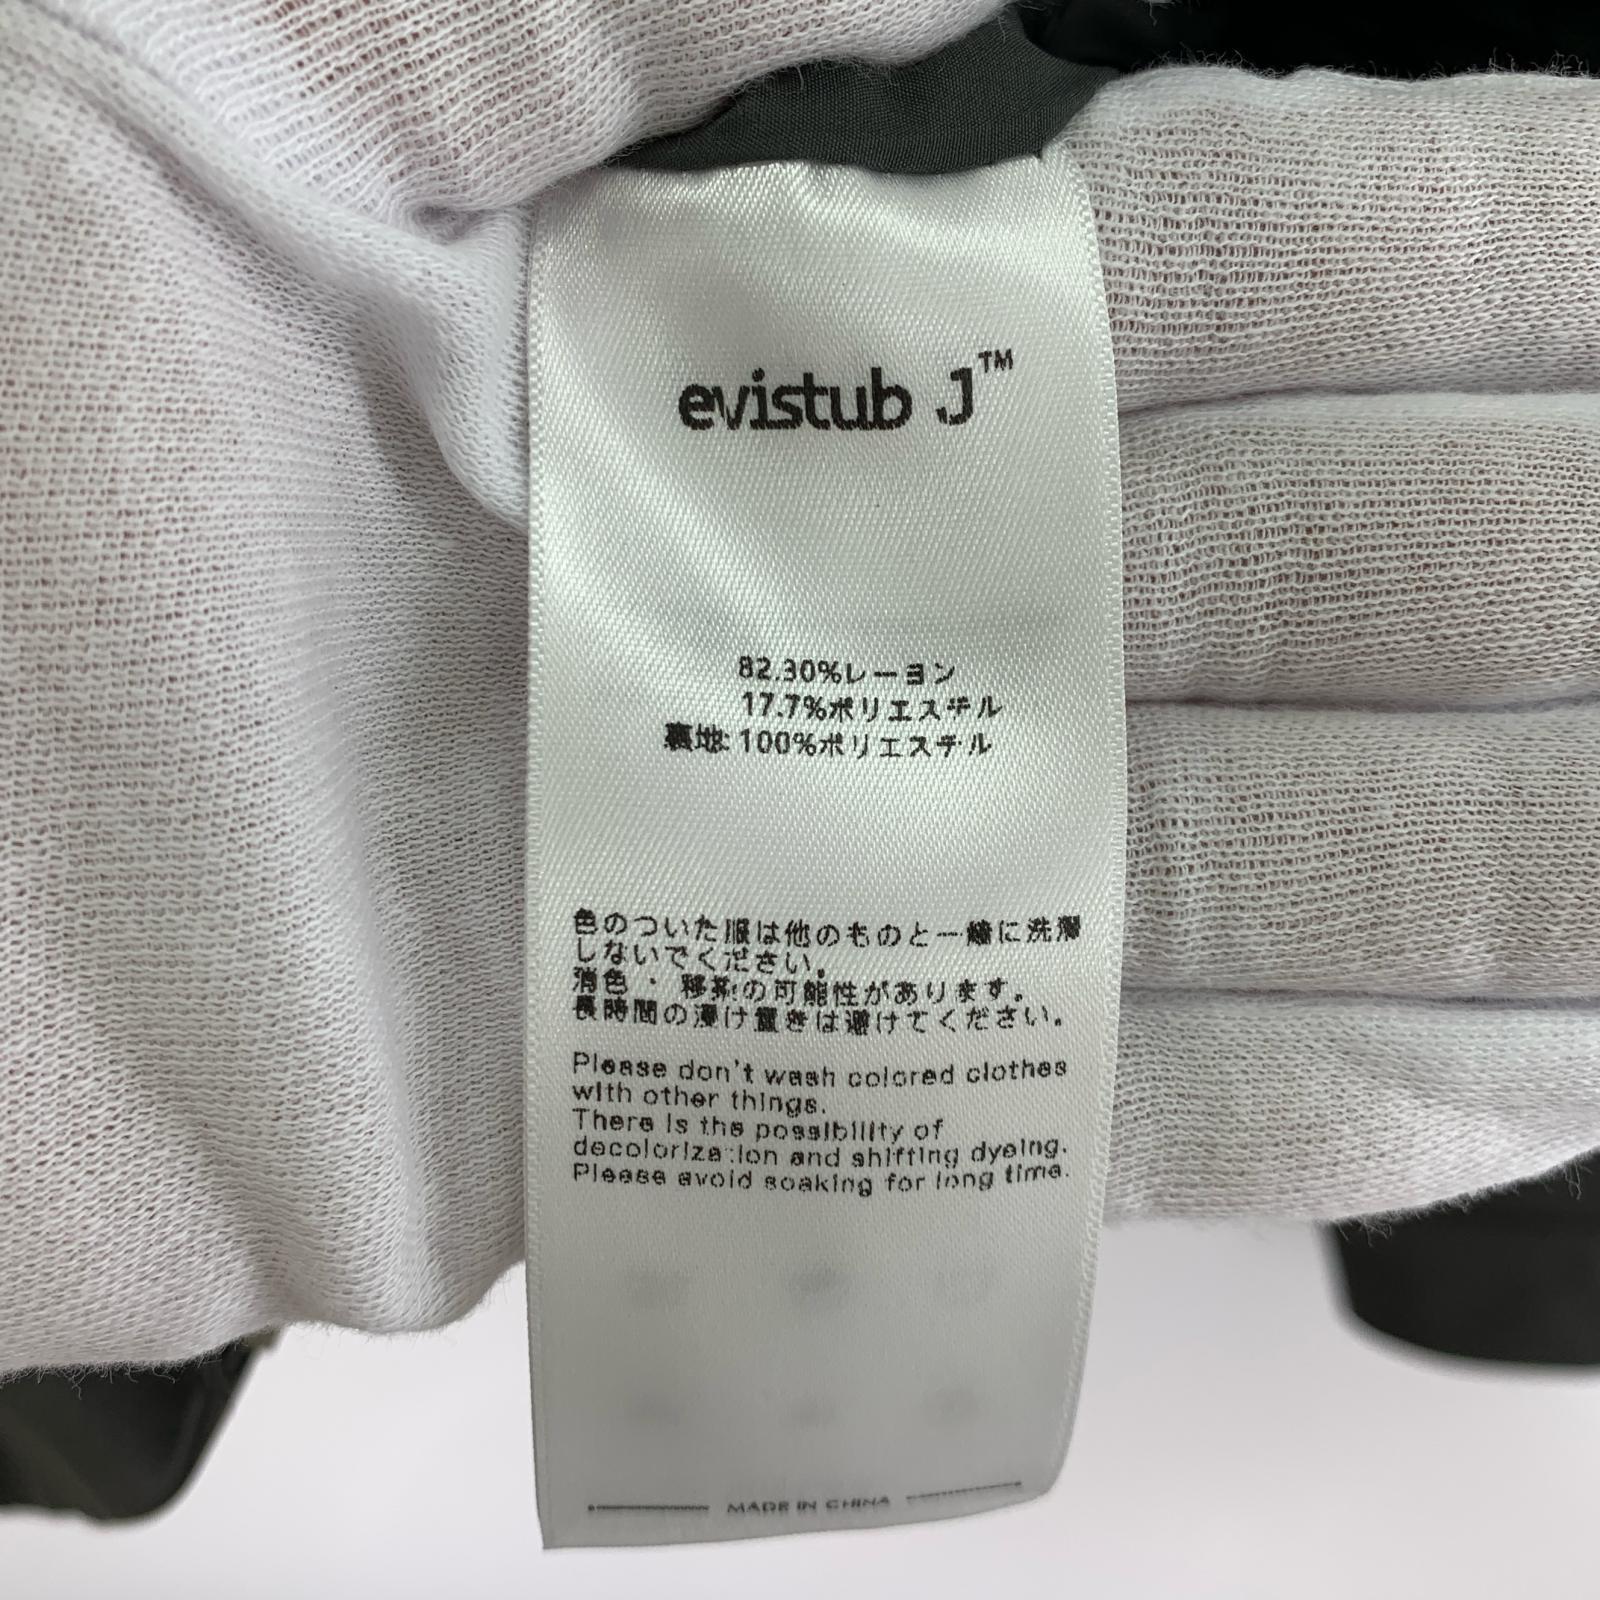 evistub J™
82.30%レーヨン
17.7%ポリエステル
裏地: 100%ポリエステル
色のついた服は他のものと一緒に洗濯
しないでください。
消色・移染の可能性があります。
長時間の浸け置きは避けてください。
Please don't wash colored clothes
with other things.
There is the possibility of
decolorization and shifting dyeing.
Please avoid soaking for long time.
MADE IN CHINA